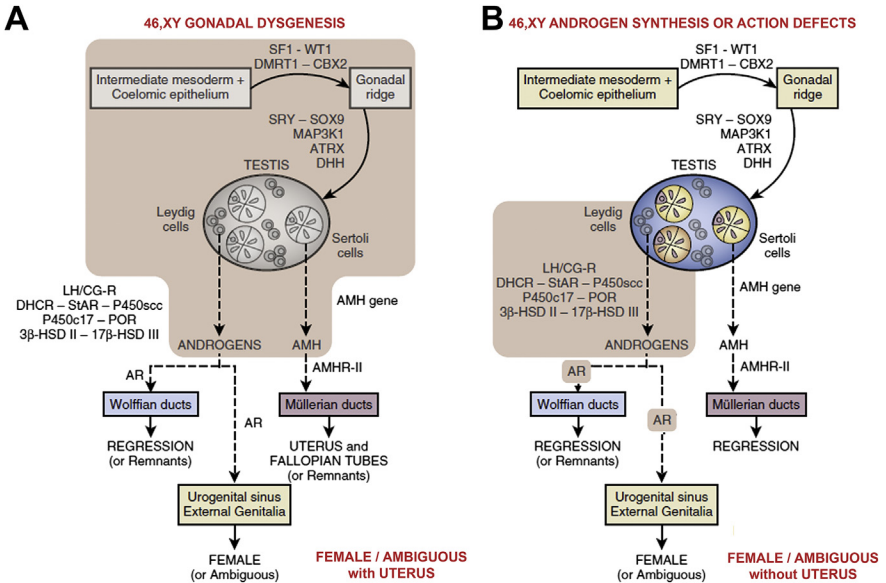 A
46,XY GONADAL DYSGENESIS
SF1 - WT1
DMRT1 – CBX2
Intermediate mesoderm +
Coelomic epithelium
Gonadal
ridge
SRY – SOX9
MAP3K1
ATRX
DHH
TESTIS
Leydig
cells
Sertoli
cells
LH/CG-R
DHCR – StAR – P450scc
P450c17 – POR
3β-HSD II – 17β-HSD III
AMH gene
ANDROGENS
AMH
AR
AMHR-II
Wolffian ducts
Müllerian ducts
AR
REGRESSION
(or Remnants)
UTERUS and
FALLOPIAN TUBES
(or Remnants)
Urogenital sinus
External Genitalia
FEMALE
(or Ambiguous)
FEMALE / AMBIGUOUS
with UTERUS
B
46,XY ANDROGEN SYNTHESIS OR ACTION DEFECTS
SF1 - WT1
DMRT1 – CBX2
Intermediate mesoderm +
Coelomic epithelium
Gonadal
ridge
SRY – SOX9
MAP3K1
ATRX
DHH
TESTIS
Leydig
cells
Sertoli
cells
LH/CG-R
DHCR – StAR – P450scc
P450c17 – POR
3β-HSD II – 17β-HSD III
AMH gene
ANDROGENS
AMH
AR
AMHR-II
Wolffian ducts
Müllerian ducts
AR
REGRESSION
(or Remnants)
REGRESSION
Urogenital sinus
External Genitalia
FEMALE
(or Ambiguous)
FEMALE / AMBIGUOUS
without UTERUS